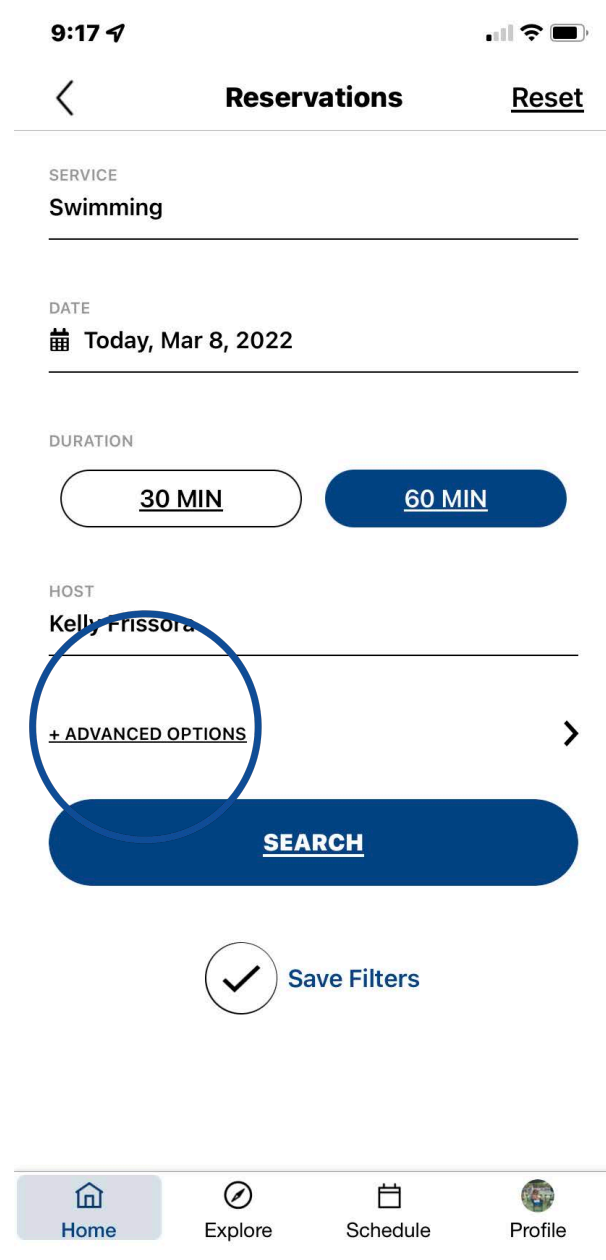 9:17
Reservations
Reset
SERVICE
Swimming
DATE
Today, Mar 8, 2022
DURATION
30 MIN
60 MIN
HOST
Kelly Frissora
+ ADVANCED OPTIONS
SEARCH
Save Filters
Home
Explore
Schedule
Profile